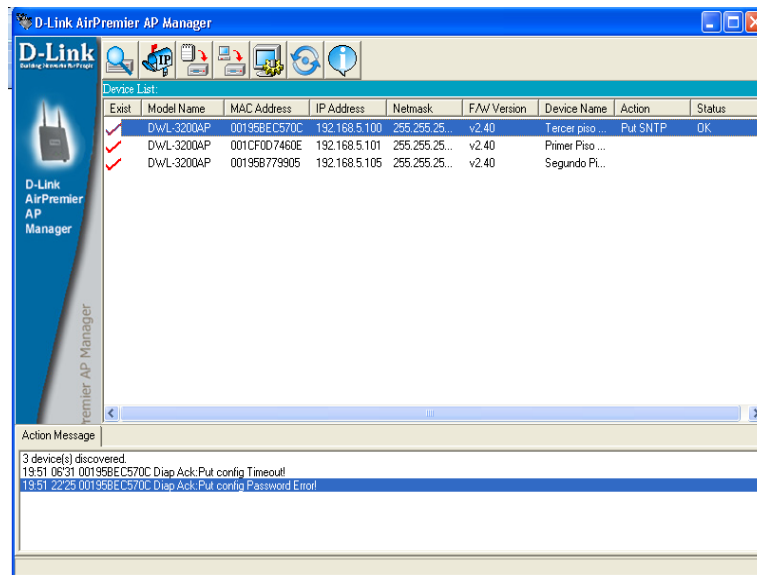 D-Link AirPremier AP Manager
D-Link
Building Networks for People
IP
Device List:
Exist Model Name MAC Address IP Address Netmask F/W Version Device Name Action Status
DWL-3200AP 00195BEC570C 192.168.5.100 255.255.25... v2.40 Tercer piso ... Put SNTP OK
DWL-3200AP 001CF0D7460E 192.168.5.101 255.255.25... v2.40 Primer Piso ...
DWL-3200AP 00195B779905 192.168.5.105 255.255.25... v2.40 Segundo Pi...
D-Link
AirPremier
AP
Manager
remier AP Manager
Action Message
3 device(s) discovered.
19:51 06'31 00195BEC570C Diap Ack:Put config Timeout!
19:51 22'25 00195BEC570C Diap Ack:Put config Password Error!